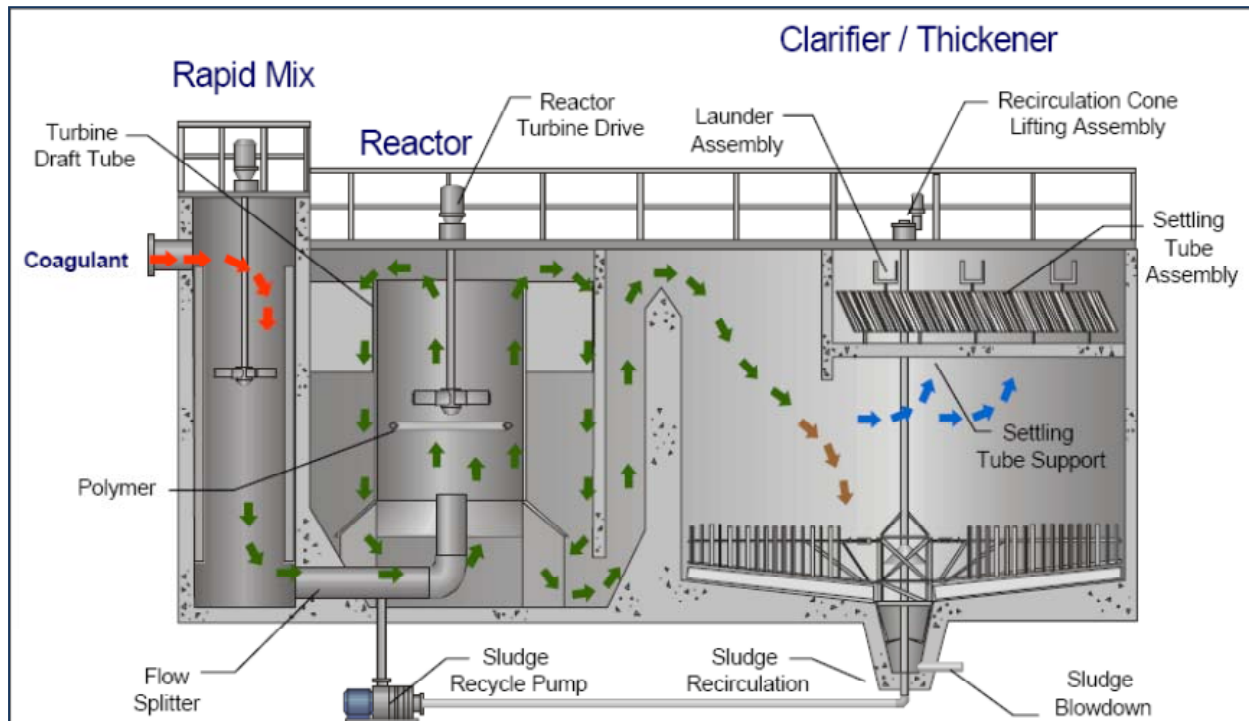 Clarifier / Thickener
Rapid Mix
Reactor
Turbine Drive
Recirculation Cone
Lifting Assembly
Launder
Assembly
Turbine
Draft Tube
Reactor
Settling
Tube
Assembly
Coagulant
Settling
Tube Support
Polymer
Flow
Splitter
Sludge
Recycle Pump
Sludge
Recirculation
Sludge
Blowdown